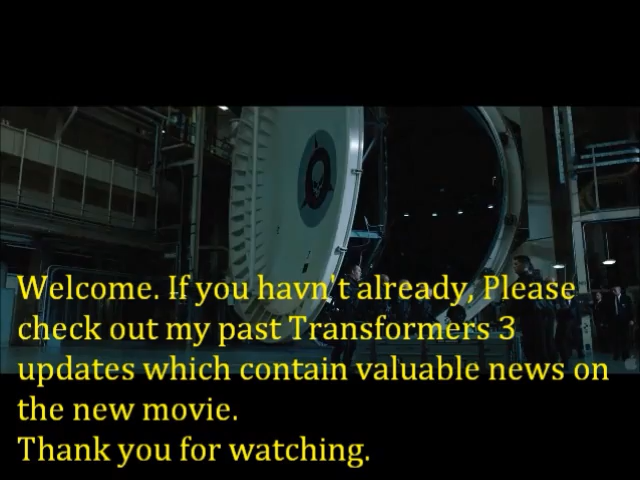 Welcome. If you havn't already, Please
check out my past Transformers 3
updates which contain valuable news on
the new movie.
Thank you for watching.